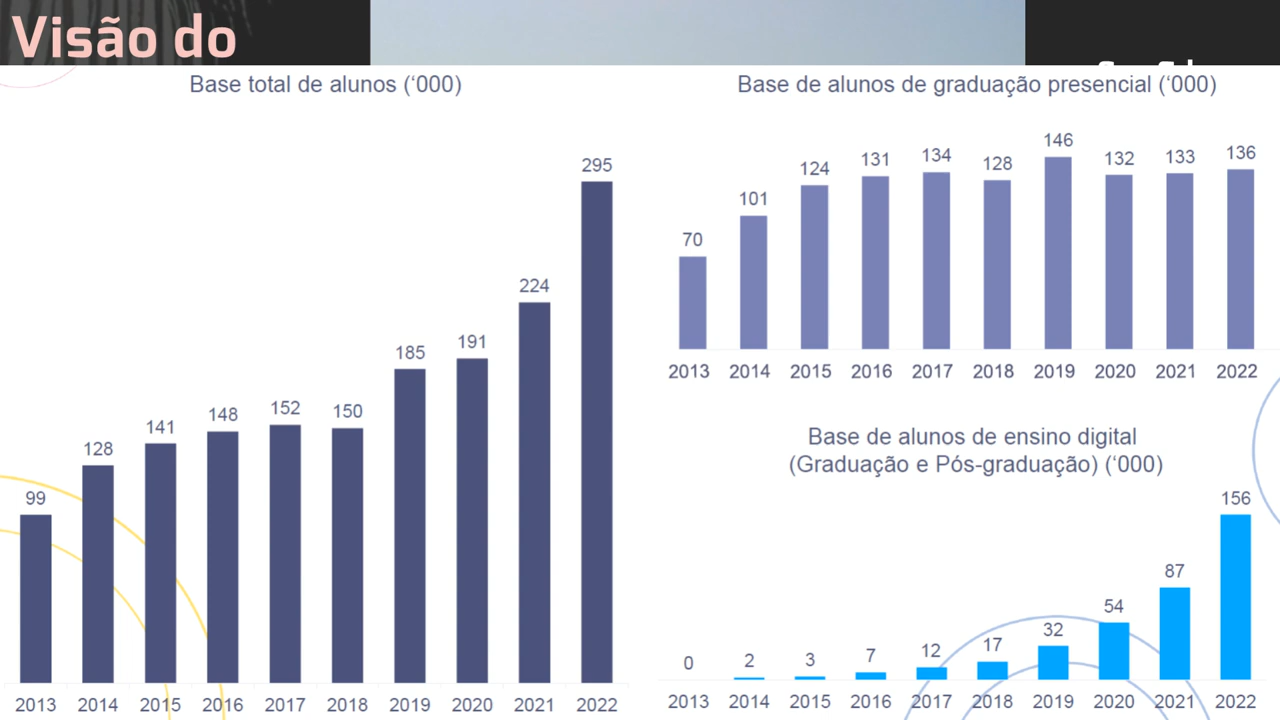 Visão do
Base total de alunos (‘000)
295
224
191
185
152
150
148
141
128
99
2013 2014 2015 2016 2017 2018 2019 2020 2021 2022
Base de alunos de graduação presencial (‘000)
70 101 124 131 134 128 146 132 133 136
2013 2014 2015 2016 2017 2018 2019 2020 2021 2022
Base de alunos de ensino digital
(Graduação e Pós-graduação) (‘000)
0 2 3 7 12 17 32 54 87 156
2013 2014 2015 2016 2017 2018 2019 2020 2021 2022